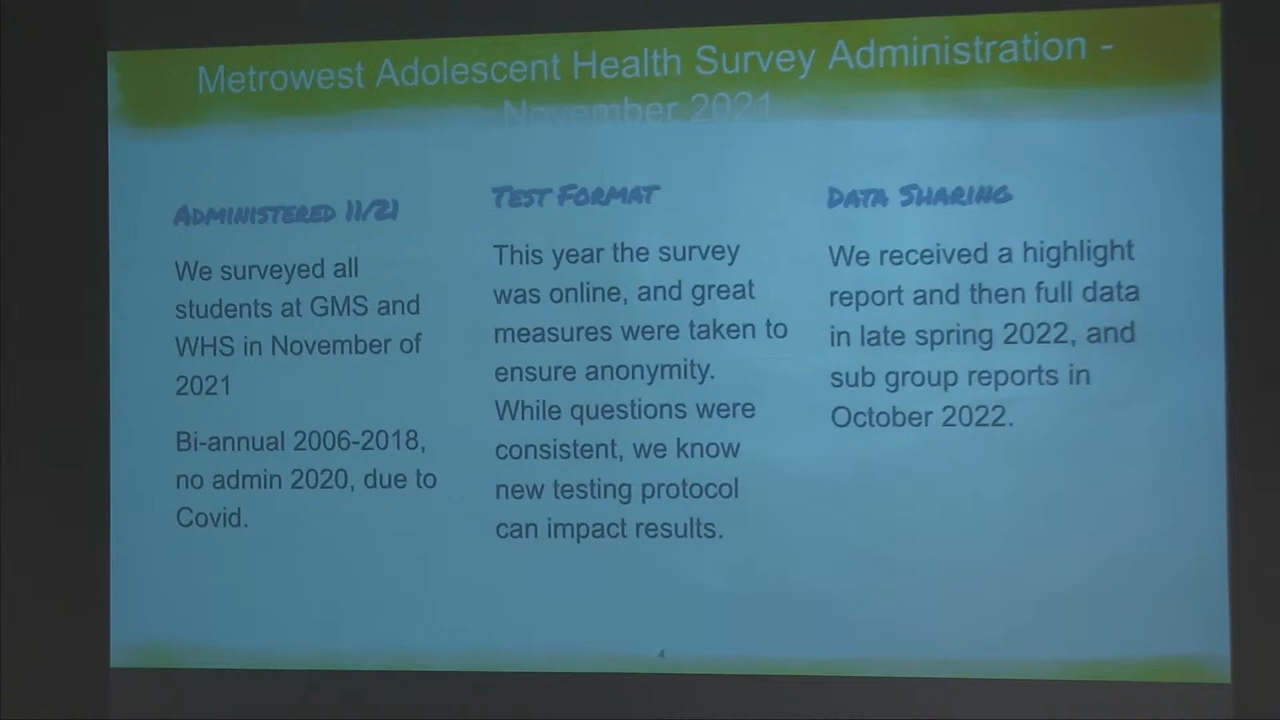 Metrowest Adolescent Health Survey Administration -
November 2021
ADMINISTERED 11/21
We surveyed all
students at GMS and
WHS in November of
2021
Bi-annual 2006-2018,
no admin 2020, due to
Covid.
TEST FORMAT
This year the survey
was online, and great
measures were taken to
ensure anonymity.
While questions were
consistent, we know
new testing protocol
can impact results.
DATA SHARING
We received a highlight
report and then full data
in late spring 2022, and
sub group reports in
October 2022.
4